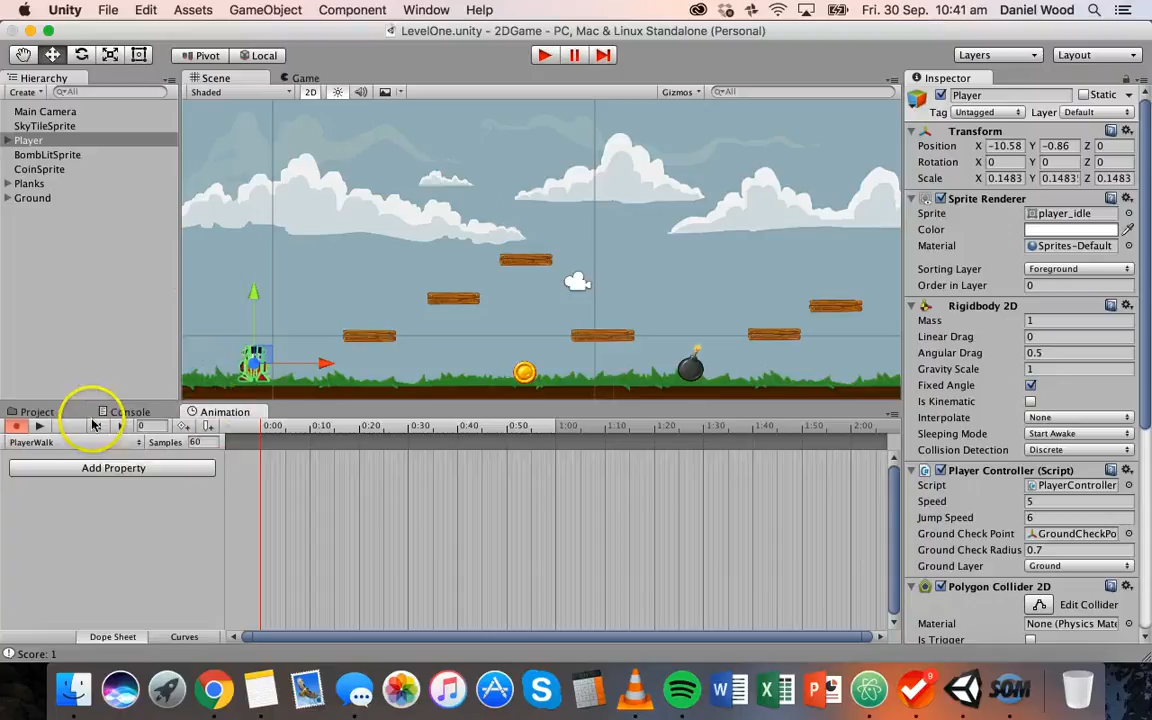 Unity File Edit Assets GameObject Component Window Help Fri. 30 Sep. 10:41 am Daniel Wood
LevelOne.unity - 2DGame - PC, Mac & Linux Standalone (Personal)
Pivot Local Layers Layout
Hierarchy Scene Game Inspector
Create All Shaded 2D Gizmos All Player Static
Main Camera Tag Untagged Layer Default
SkyTileSprite Transform
Player Position X -10.58 Y -0.86 Z 0
BombLitSprite Rotation X 0 Y 0 Z 0
CoinSprite Scale X 0.1483 Y 0.1483 Z 0.1483
Planks Sprite Renderer
Ground Sprite player_idle
Color
Material Sprites-Default
Sorting Layer Foreground
Order in Layer 0
Rigidbody 2D
Mass 1
Linear Drag 0
Angular Drag 0.5
Gravity Scale 1
Fixed Angle
Is Kinematic
Project Console Animation Interpolate None
0 0:00 0:10 0:20 0:30 0:40 0:50 1:00 1:10 1:20 1:30 1:40 1:50 2:00 Sleeping Mode Start Awake
PlayerWalk Samples 60 Collision Detection Discrete
Add Property Player Controller (Script)
Script PlayerController
Speed 5
Jump Speed 6
Ground Check Point GroundCheckPo
Ground Check Radius 0.7
Ground Layer Ground
Polygon Collider 2D
Edit Collider
Material None (Physics Mate
Dope Sheet Curves Is Trigger
Score: 1
9
SOM